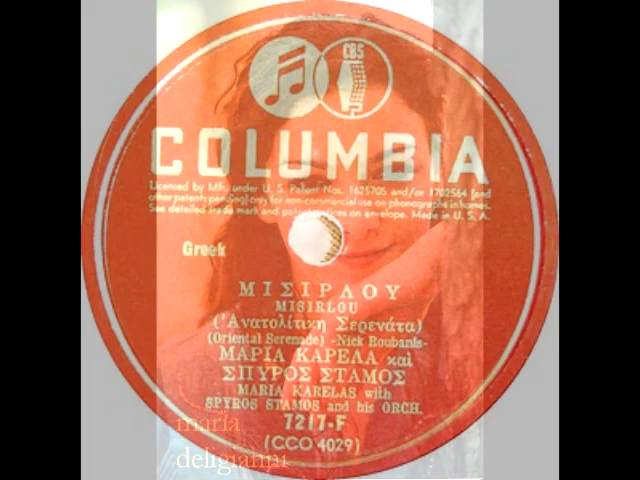 CBS
COLUMBIA
Licensed by Mfr. under U. S. Patent Nos. 1625705 and/or 1702564 (and
other patents pending) only for non-commercial use on phonographs in homes.
See detailed trade mark and patent notices on envelope. Made in U. S. A.
Greek
ΜΙΣΙΡΛΟΥ
MISIRLOU
('Ανατολίτικη Σερενάτα)
(Oriental Serenade) -Nick Roubanis-
ΜΑΡΙΑ ΚΑΡΕΛΑ καί
ΣΠΥΡΟΣ ΣΤΑΜΟΣ
MARIA KARELAS with
SPYROS STAMOS and his ORCH.
7217-F
(CCO 4029)
maria
deligianni